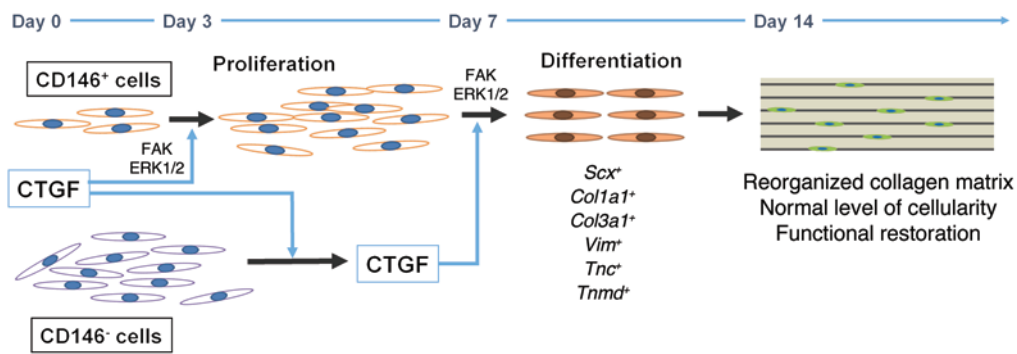 Day 0
Day 3
Day 7
Day 14
CD146⁺ cells
Proliferation
FAK
ERK1/2
Differentiation
FAK
ERK1/2
CTGF
Scx⁺
Col1a1⁺
Col3a1⁺
Vim⁺
Tnc⁺
Tnmd⁺
Reorganized collagen matrix
Normal level of cellularity
Functional restoration
CTGF
CD146⁻ cells